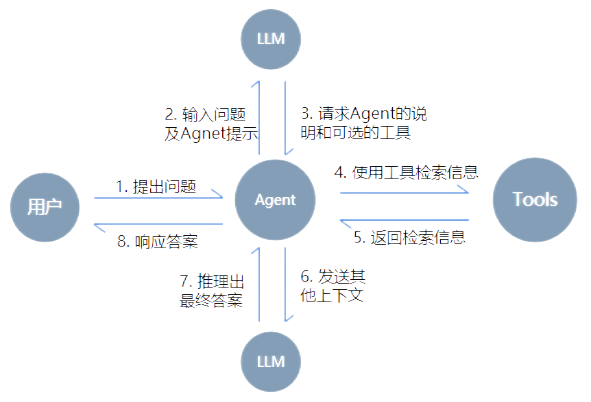 LLM
2. 输入问题
及Agnet提示
3. 请求Agent的说
明和可选的工具
用户
1. 提出问题
8. 响应答案
Agent
4. 使用工具检索信息
5. 返回检索信息
Tools
7. 推理出
最终答案
6. 发送其
他上下文
LLM